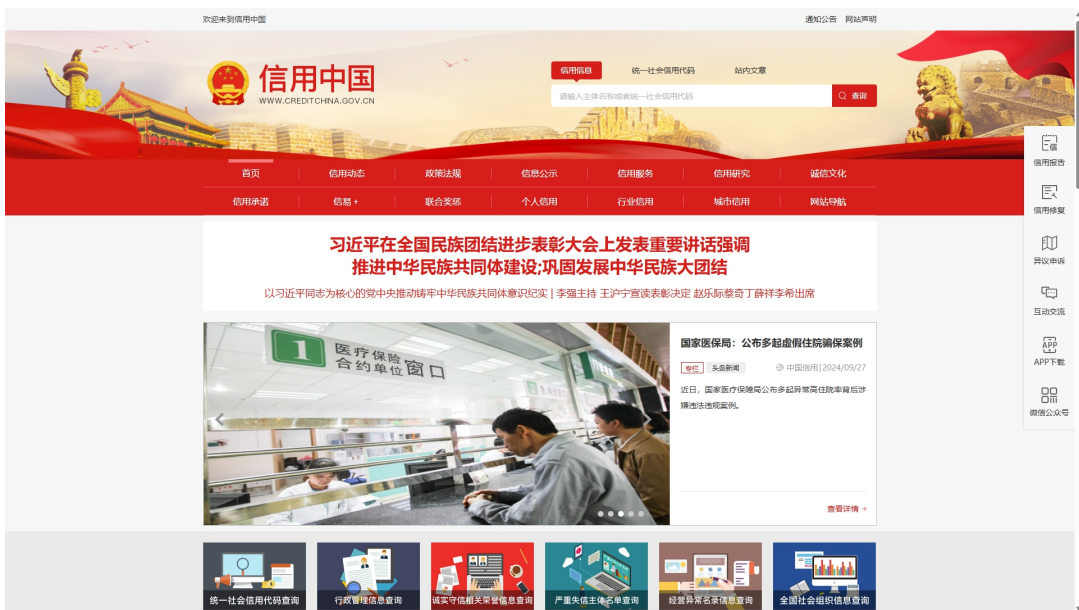 欢迎来到信用中国
通知公告 网站声明
信用中国
WWW.CREDITCHINA.GOV.CN
信用信息 统一社会信用代码 站内文章
请输入主体名称或者统一社会信用代码
查询
首页 信用动态 政策法规 信息公示 信用服务 信用研究 诚信文化
信用承诺 信易+ 联合奖惩 个人信用 行业信用 城市信用 网站导航
习近平在全国民族团结进步表彰大会上发表重要讲话强调
推进中华民族共同体建设;巩固发展中华民族大团结
以习近平同志为核心的党中央推动铸牢中华民族共同体意识纪实 | 李强主持 王沪宁宣读表彰决定 赵乐际蔡奇丁薛祥李希出席
1 医疗保险
合约单位窗口
国家医保局：公布多起虚假住院骗保案例
专栏 头条新闻 中国信用|2024/09/27
近日，国家医疗保障局公布多起异常高住院率背后涉
嫌违法违规案例。
查看详情
信用报告
信用修复
异议申诉
互动交流
APP
APP下载
微信公众号
统一社会信用代码查询
行政管理信息查询
诚实守信相关荣誉信息查询
严重失信主体名单查询
经营异常名录信息查询
全国社会组织信息查询